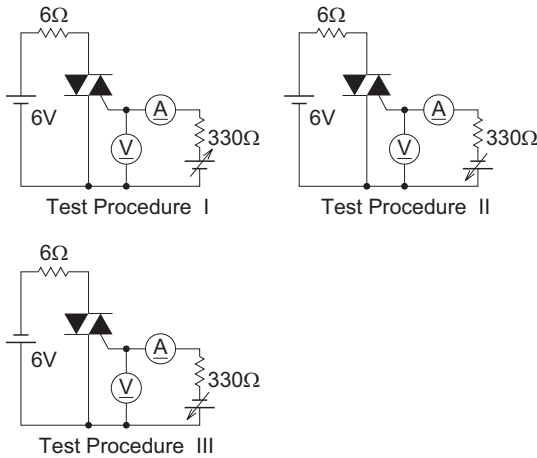 6Ω
6V
A
V
330Ω
Test Procedure I
6Ω
6V
A
V
330Ω
Test Procedure II
6Ω
6V
A
V
330Ω
Test Procedure III